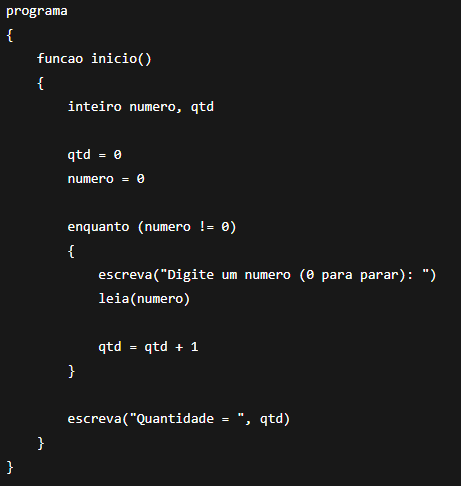 programa
{
funcao inicio()
{
inteiro numero, qtd
qtd = 0
numero = 0
enquanto (numero != 0)
{
escreva("Digite um numero (0 para parar): ")
leia(numero)
qtd = qtd + 1
}
escreva("Quantidade = ", qtd)
}
}